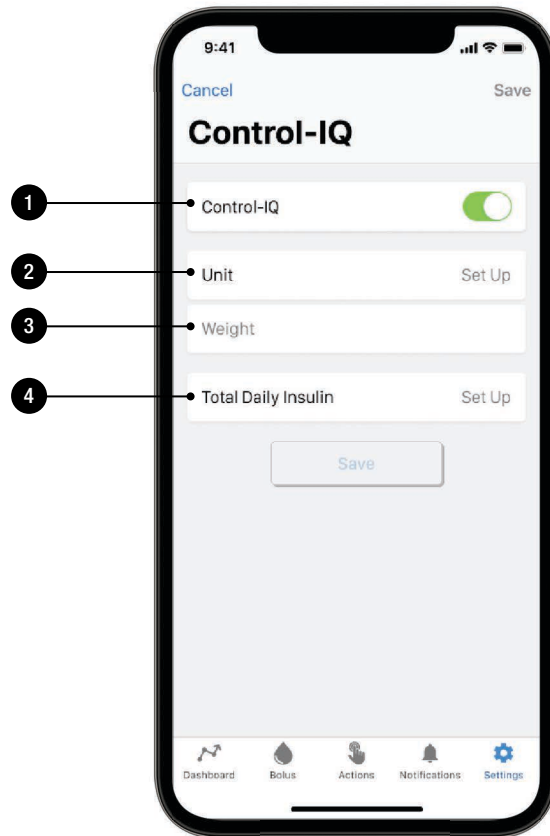 9:41
Cancel Save
Control-IQ
1 Control-IQ
2 Unit Set Up
3 Weight
4 Total Daily Insulin Set Up
Save
Dashboard Bolus Actions Notifications Settings